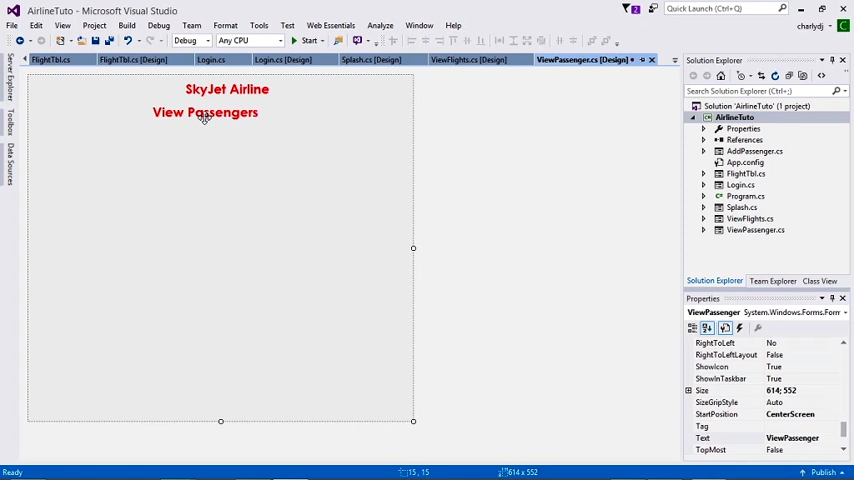 AirlineTuto - Microsoft Visual Studio
2
Quick Launch (Ctrl+Q)
File Edit View Project Build Debug Team Format Tools Test Web Essentials Analyze Window Help
charlydj
Debug Any CPU Start
FlightTbl.cs FlightTbl.cs [Design] Login.cs Login.cs [Design] Splash.cs [Design] ViewFlights.cs [Design] ViewPassenger.cs [Design]
Server Explorer
Toolbox
Data Sources
SkyJet Airline
View Passengers
Solution Explorer
Search Solution Explorer (Ctrl+;)
Solution 'AirlineTuto' (1 project)
AirlineTuto
Properties
References
AddPassenger.cs
App.config
FlightTbl.cs
Login.cs
Program.cs
Splash.cs
ViewFlights.cs
ViewPassenger.cs
Solution Explorer Team Explorer Class View
Properties
ViewPassenger System.Windows.Forms.Form
RightToLeft No
RightToLeftLayout False
ShowIcon True
ShowInTaskbar True
Size 614; 552
SizeGripStyle Auto
StartPosition CenterScreen
Tag
Text ViewPassenger
TopMost False
Ready
15 , 15
614 x 552
Publish